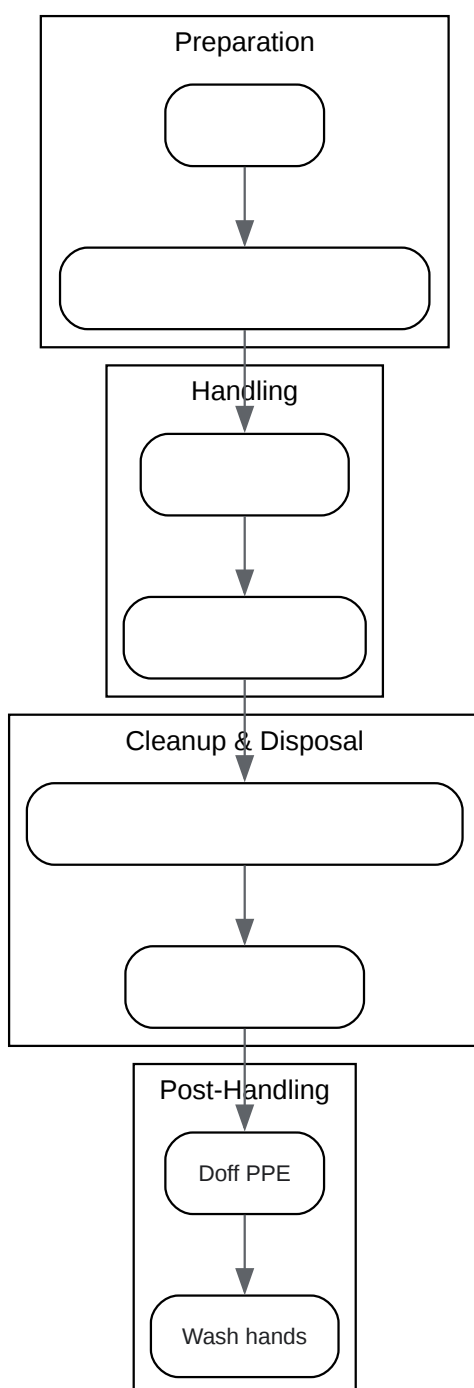 Preparation
Handling
Cleanup & Disposal
Post-Handling
Doff PPE
Wash hands